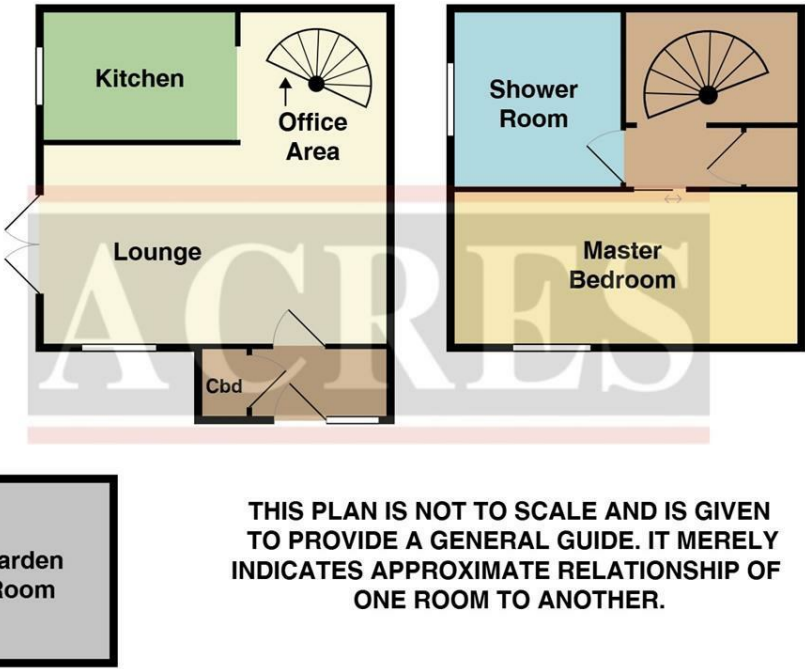 Kitchen
Office
Area
Lounge
Cbd
Shower
Room
Master
Bedroom
ACRES
arden
oom
THIS PLAN IS NOT TO SCALE AND IS GIVEN
TO PROVIDE A GENERAL GUIDE. IT MERELY
INDICATES APPROXIMATE RELATIONSHIP OF
ONE ROOM TO ANOTHER.